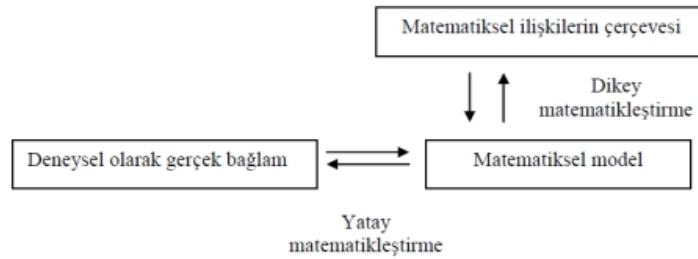 Matematiksel ilişkilerin çerçevesi
Dikey
matematikleştirme
Deneysel olarak gerçek bağlam
Matematiksel model
Yatay
matematikleştirme